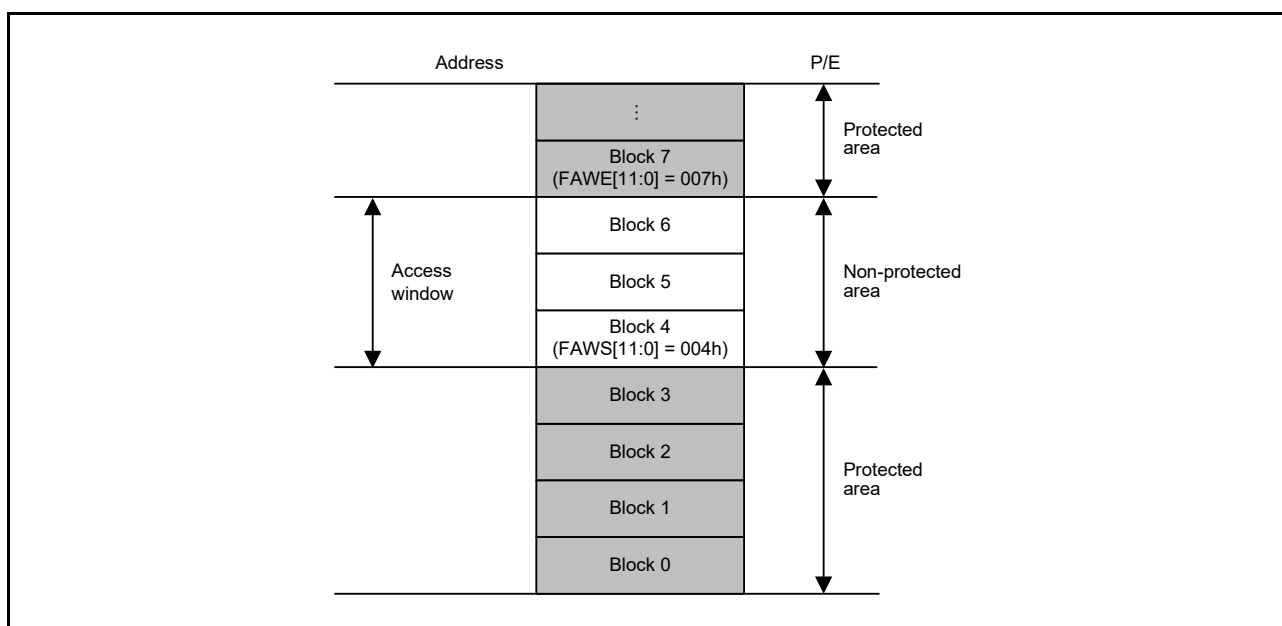 Address
P/E
⋮
Protected
area
Block 7
(FAWE[11:0] = 007h)
Block 6
Access
window
Block 5
Non-protected
area
Block 4
(FAWS[11:0] = 004h)
Block 3
Block 2
Protected
area
Block 1
Block 0